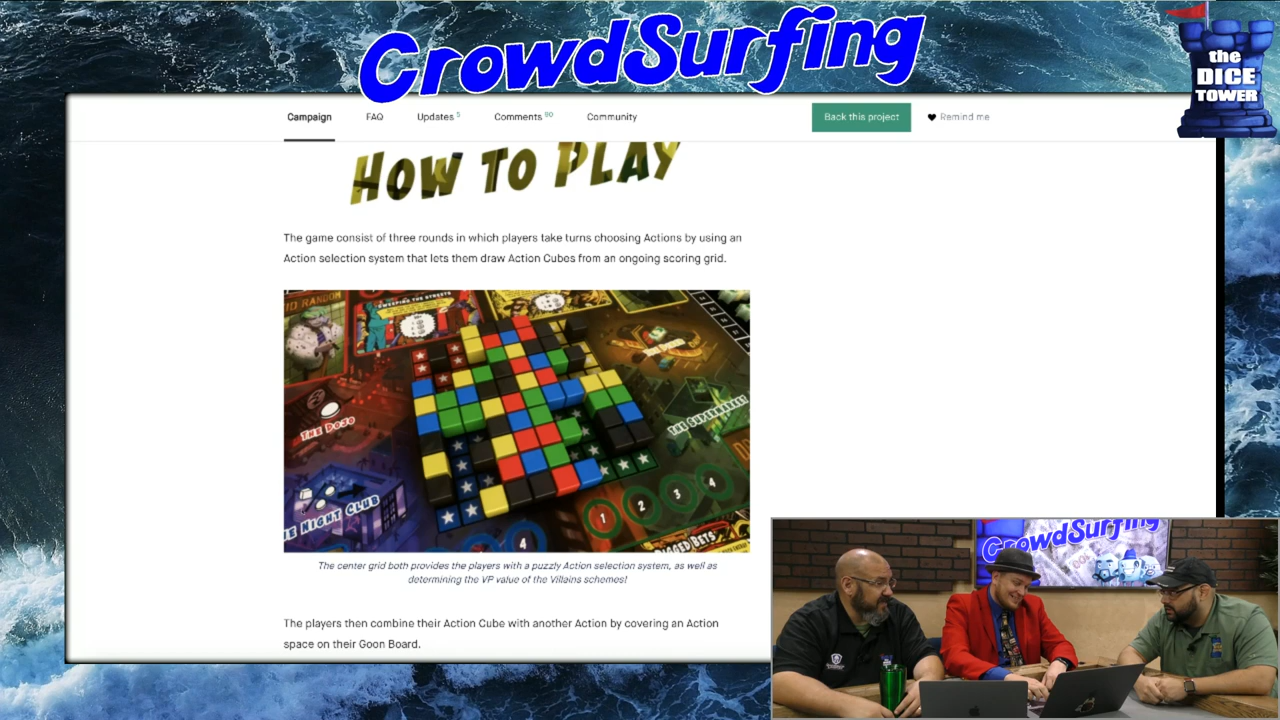 CrowdSurfing
the
DICE
TOWER
Campaign
FAQ
Updates 5
Comments 90
Community
Back this project
Remind me
HOW TO PLAY
The game consist of three rounds in which players take turns choosing Actions by using an
Action selection system that lets them draw Action Cubes from an ongoing scoring grid.
RANDOM
SWEEPING THE STREETS
THE DOJO
THE SUPERMARKET
E NIGHT CLUB
1
2
3
4
4
The center grid both provides the players with a puzzly Action selection system, as well as
determining the VP value of the Villains schemes!
The players then combine their Action Cube with another Action by covering an Action
space on their Goon Board.
CrowdSurfing